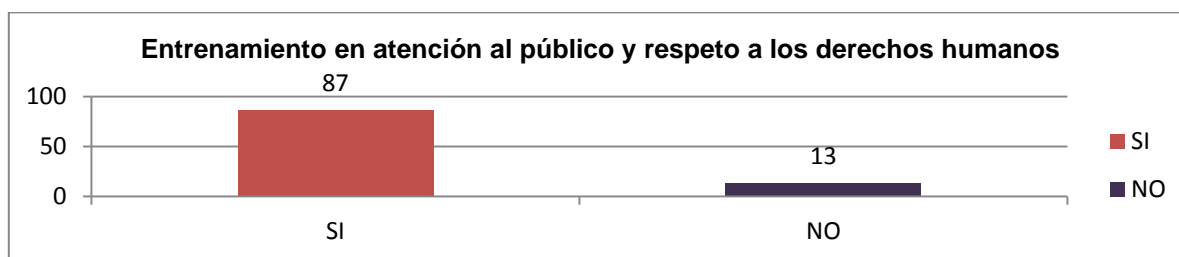 Entrenamiento en atención al público y respeto a los derechos humanos
87
100
50
13
0
SI
NO
SI
NO